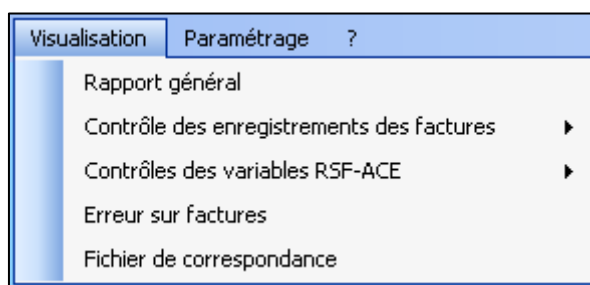 Visualisation Paramétrage ?
Rapport général
Contrôle des enregistrements des factures
Contrôles des variables RSF-ACE
Erreur sur factures
Fichier de correspondance